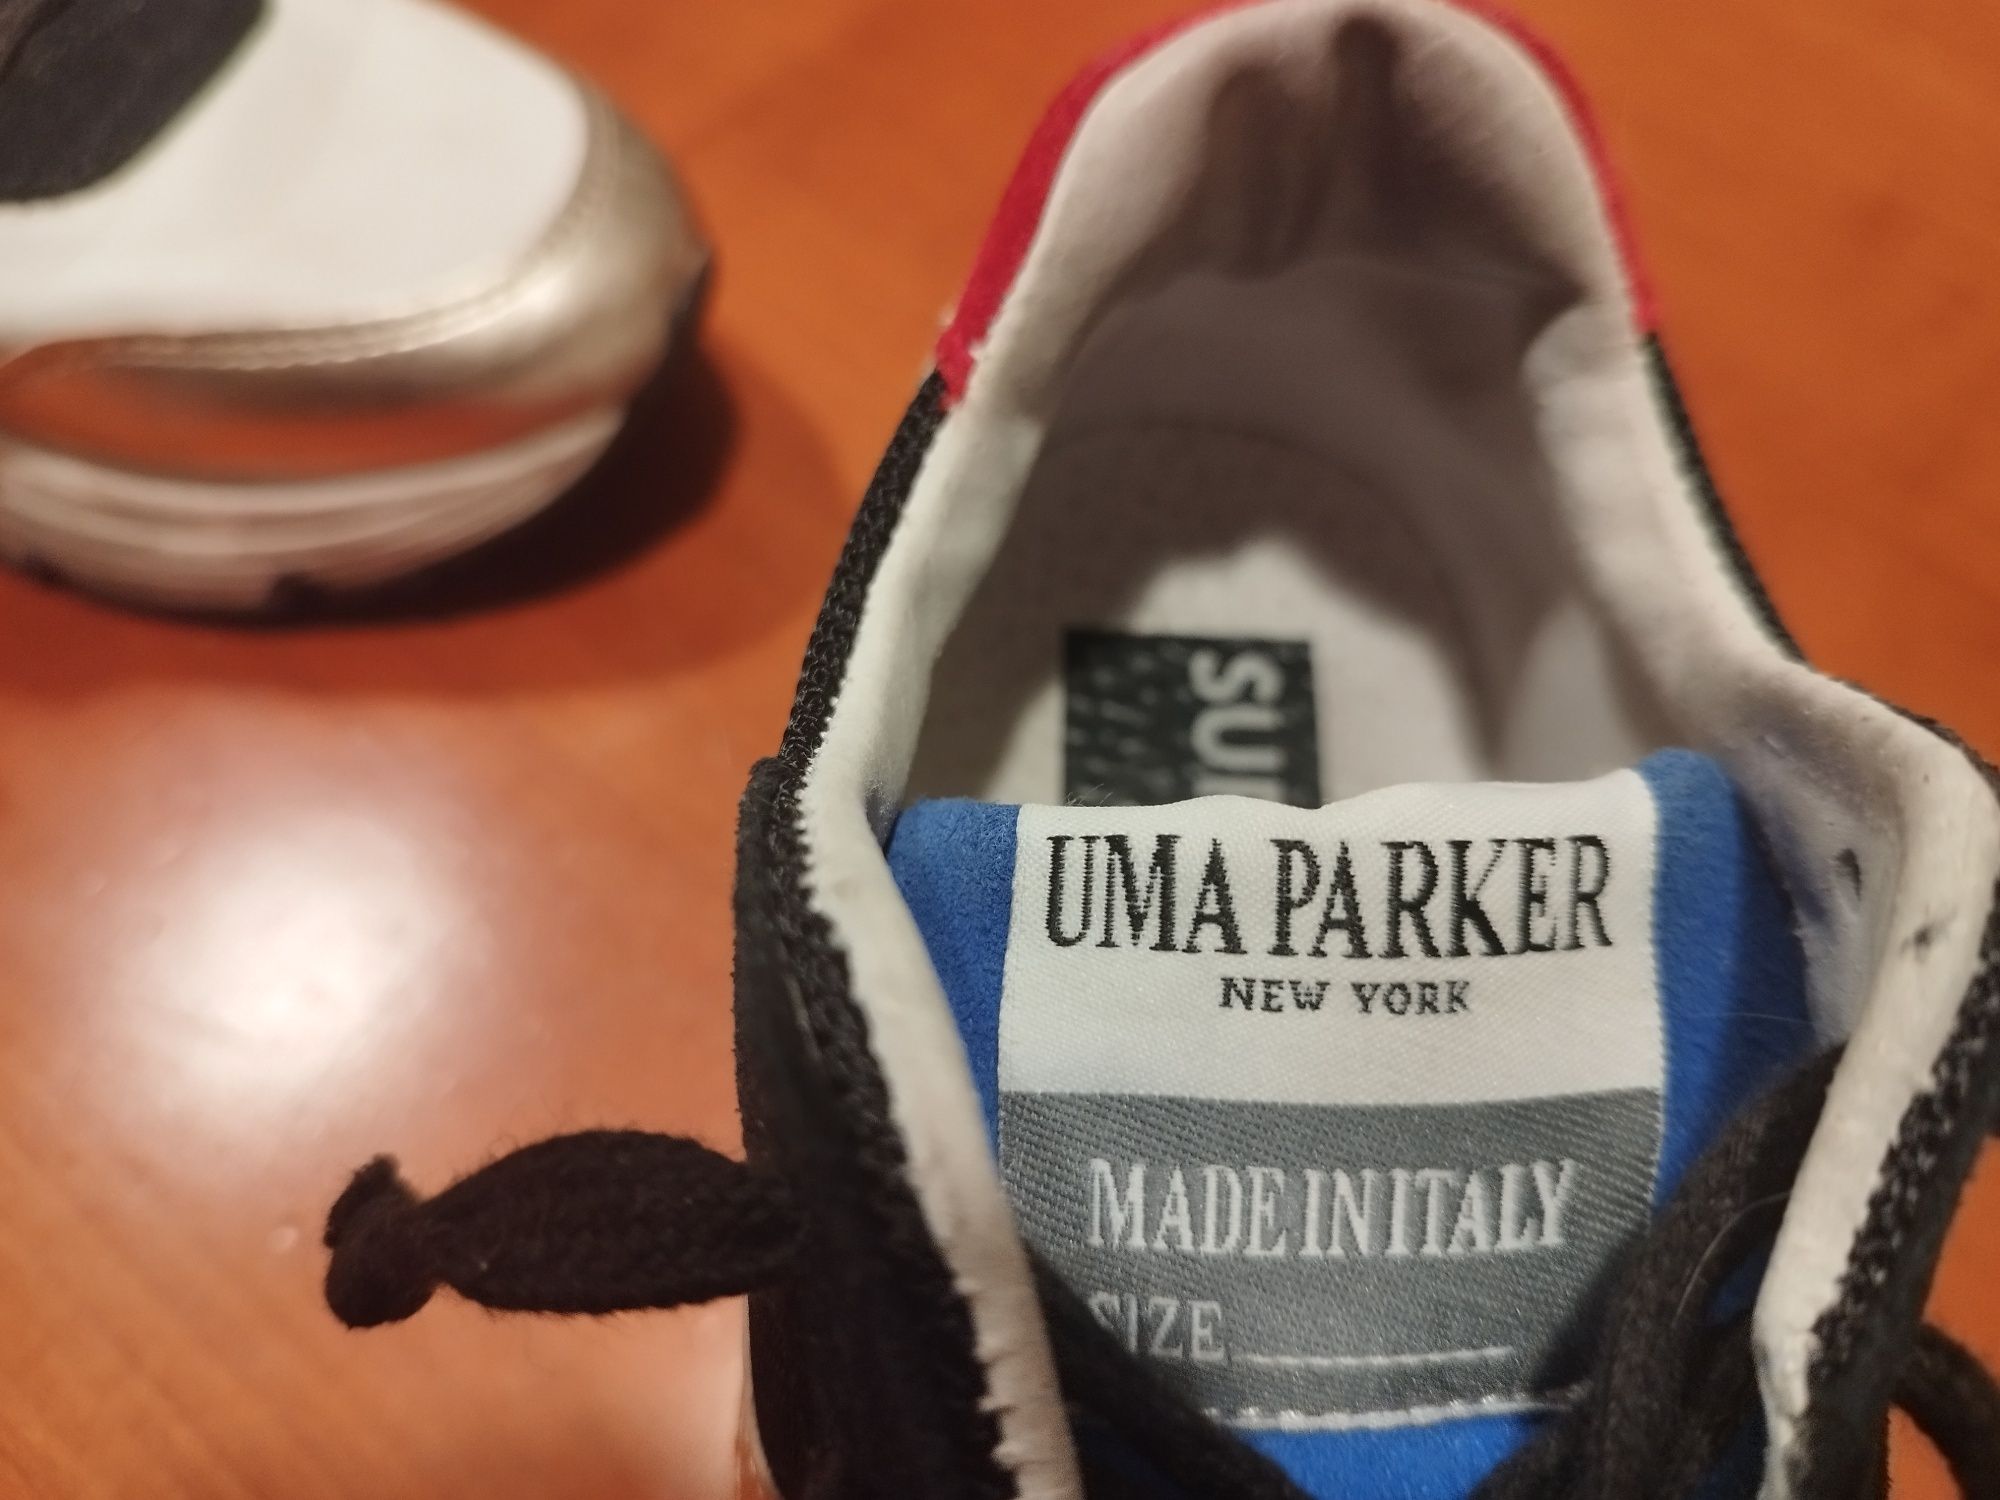 UMA PARKER
NEW YORK
MADE IN ITALY
SIZE